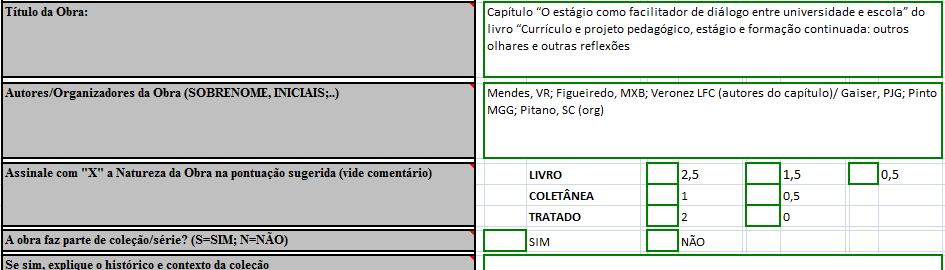 Título da Obra:
Capítulo “O estágio como facilitador de diálogo entre universidade e escola” do
livro “Currículo e projeto pedagógico, estágio e formação continuada: outros
olhares e outras reflexões
Autores/Organizadores da Obra (SOBRENOME, INICIAIS;..)
Mendes, VR; Figueiredo, MXB; Veronez LFC (autores do capítulo)/ Gaiser, PJG; Pinto
MGG; Pitano, SC (org)
Assinale com "X" a Natureza da Obra na pontuação sugerida (vide comentário)
LIVRO 2,5 1,5 0,5
COLETÂNEA 1 0,5
TRATADO 2 0
A obra faz parte de coleção/série? (S=SIM; N=NÃO)
SIM NÃO
Se sim, explique o histórico e contexto da coleção